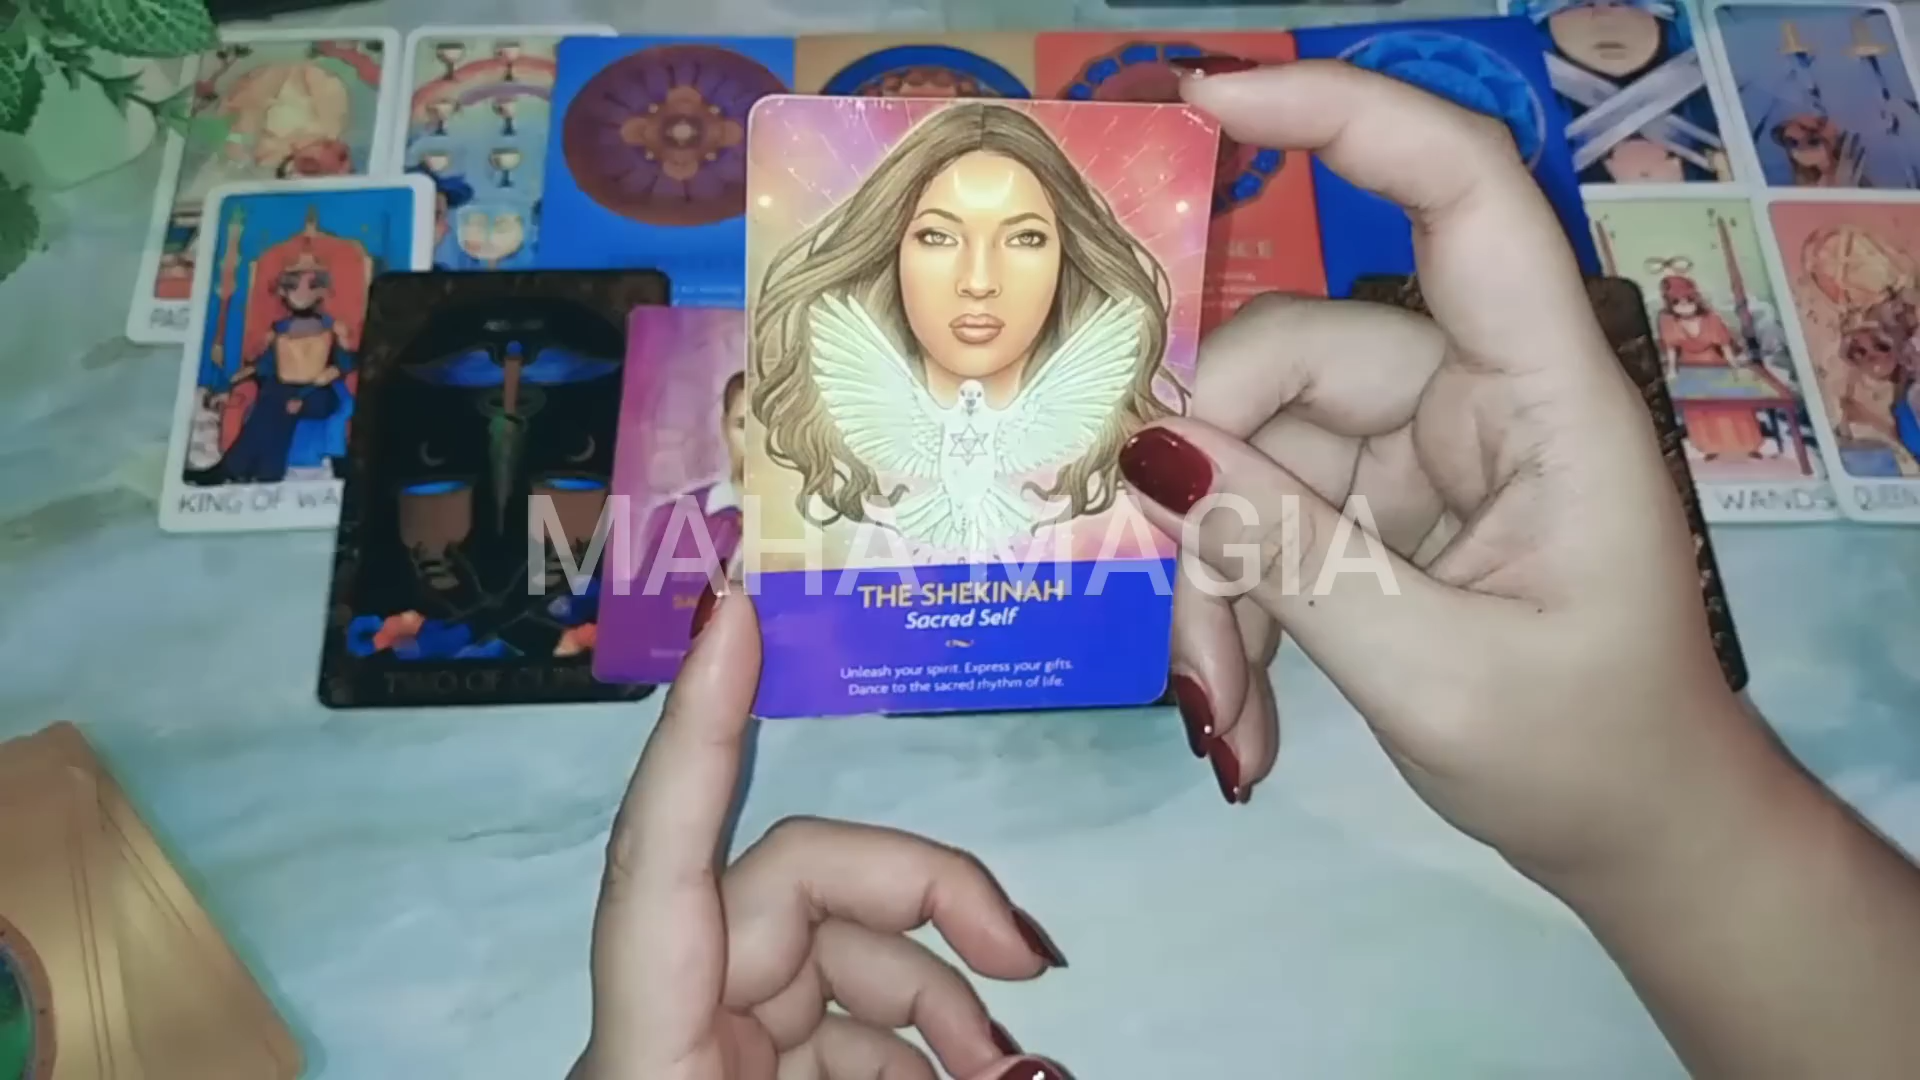 KING OF WA
TWO OF CU
WANDS
QUEEN
MAHA MAGIA
THE SHEKINAH
Sacred Self
Unleash your spirit. Express your gifts.
Dance to the sacred rhythm of life.